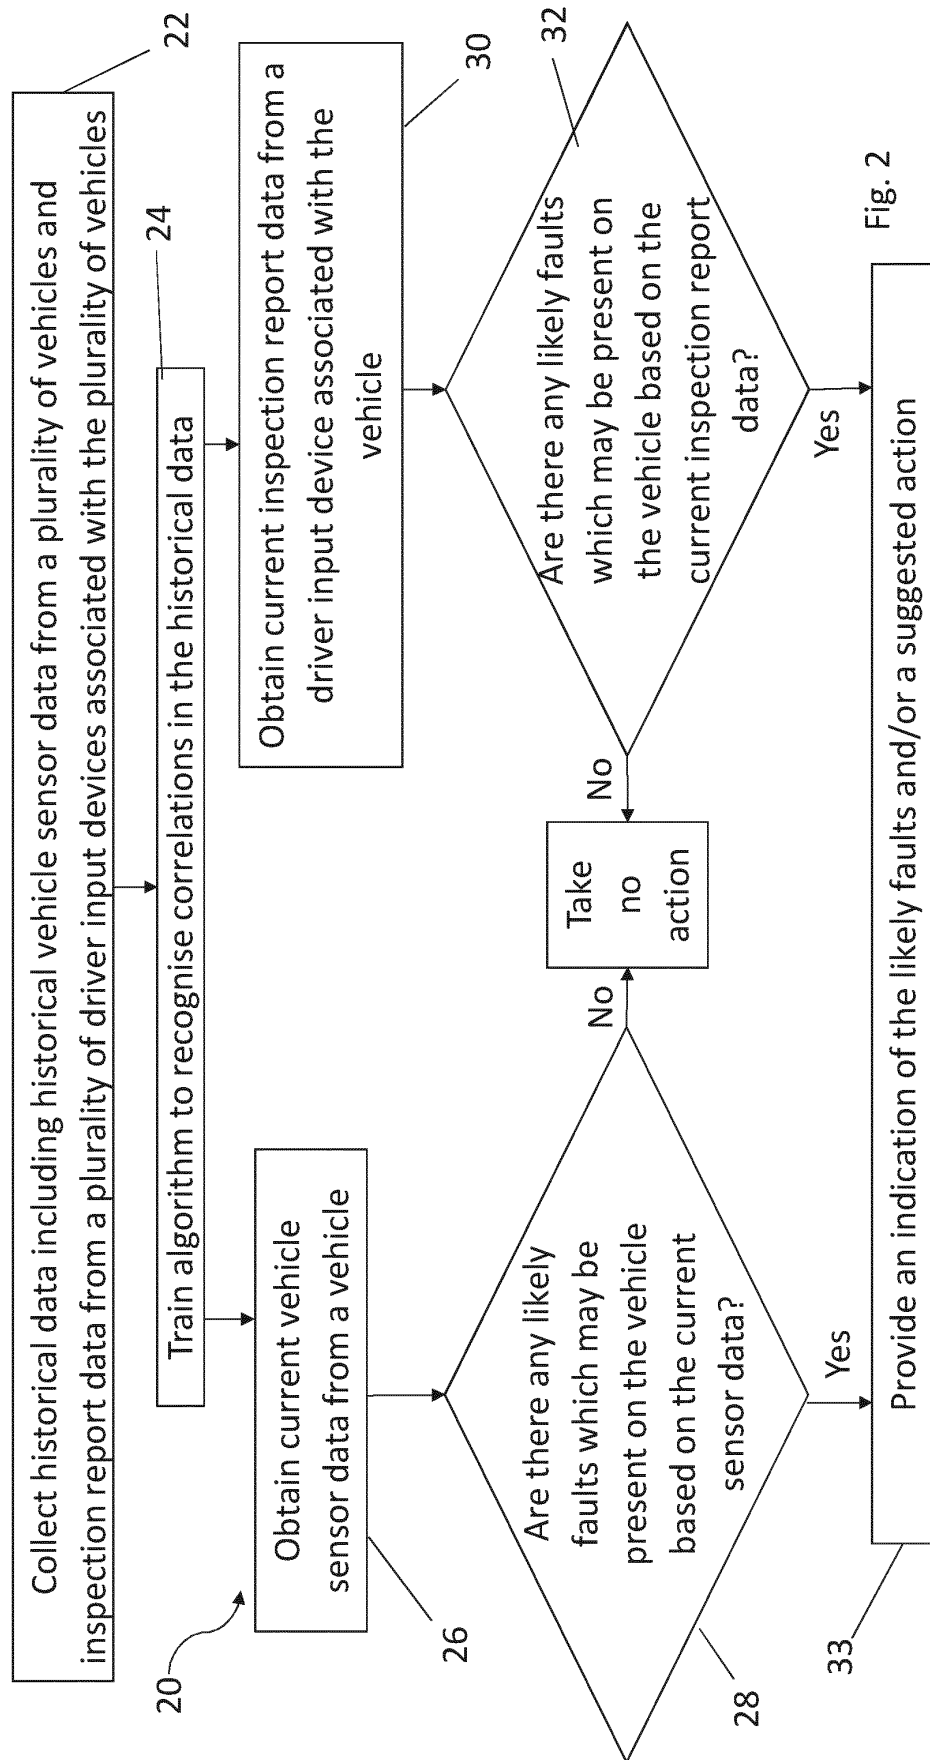 22
Collect historical data including historical vehicle sensor data from a plurality of vehicles and
inspection report data from a plurality of driver input devices associated with the plurality of vehicles
24
Train algorithm to recognise correlations in the historical data
20
Obtain current vehicle
sensor data from a vehicle
26
Obtain current inspection report data from a
driver input device associated with the
vehicle
30
Are there any likely
faults which may be
present on the vehicle
based on the current
sensor data?
28
No
Take
no
action
No
Are there any likely faults
which may be present on
the vehicle based on the
current inspection report
data?
32
Yes
Yes
Provide an indication of the likely faults and/or a suggested action
33
Fig. 2